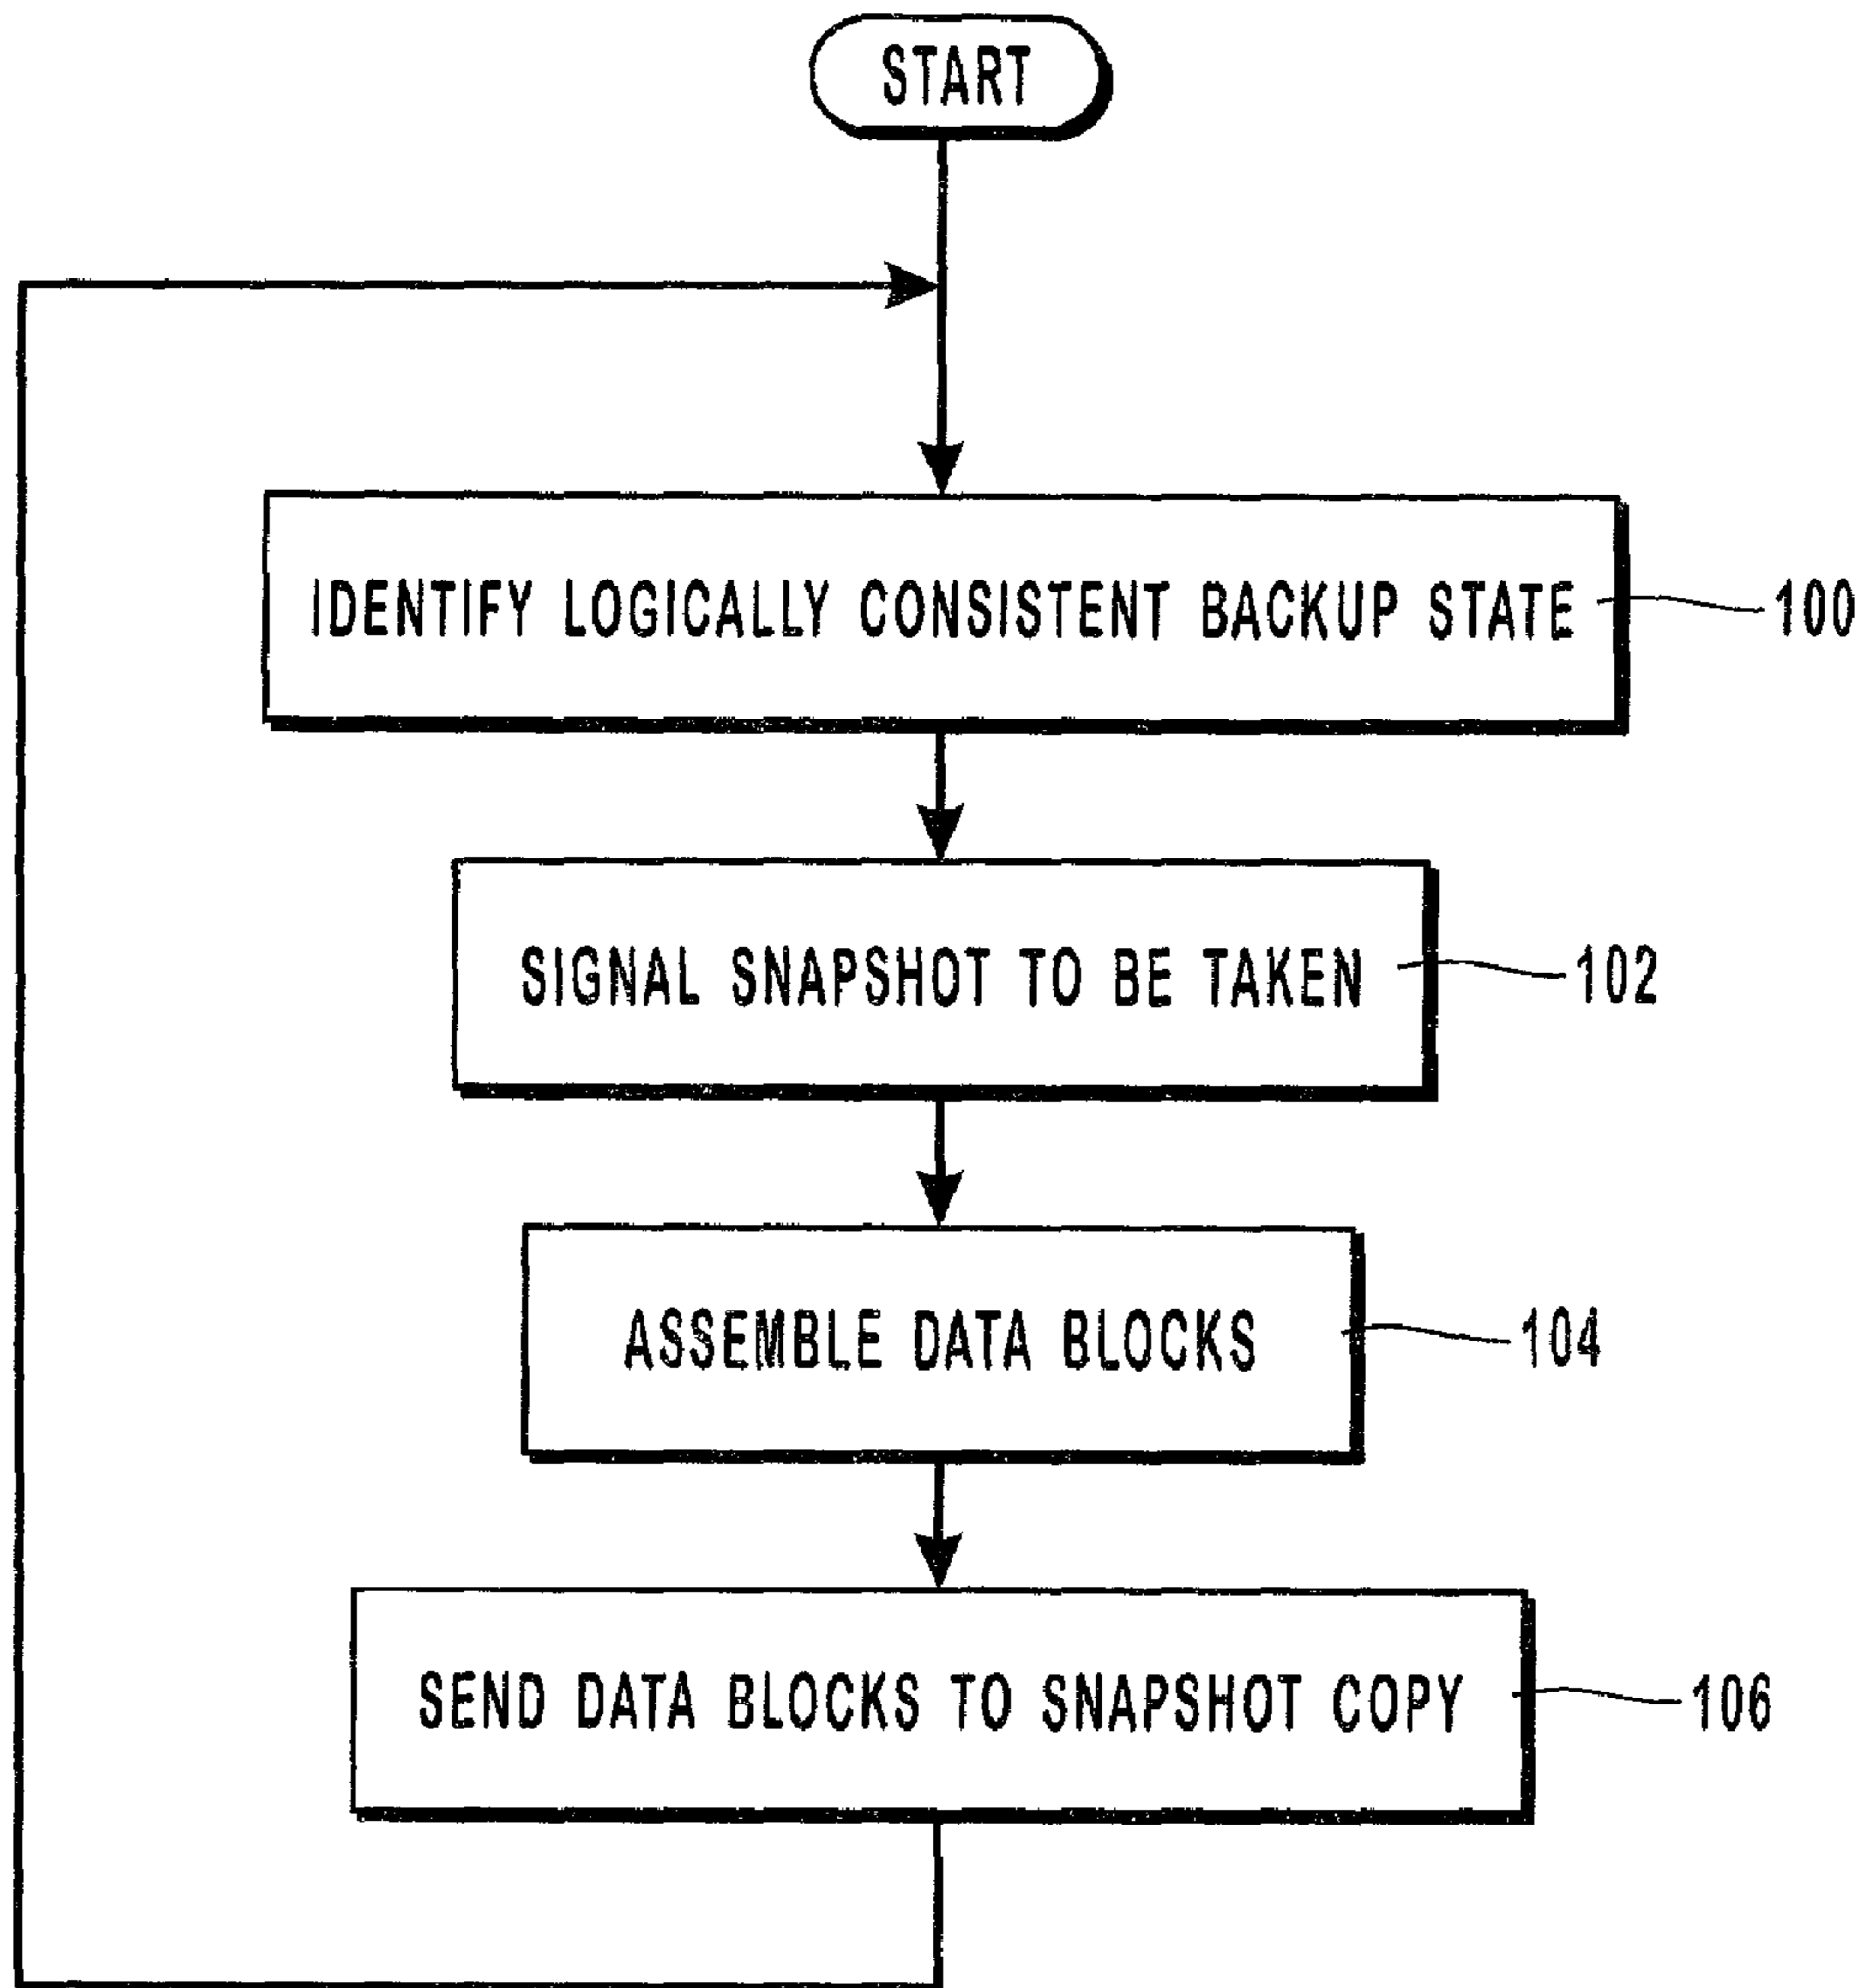 START
IDENTIFY LOGICALLY CONSISTENT BACKUP STATE
100
SIGNAL SNAPSHOT TO BE TAKEN
102
ASSEMBLE DATA BLOCKS
104
SEND DATA BLOCKS TO SNAPSHOT COPY
106